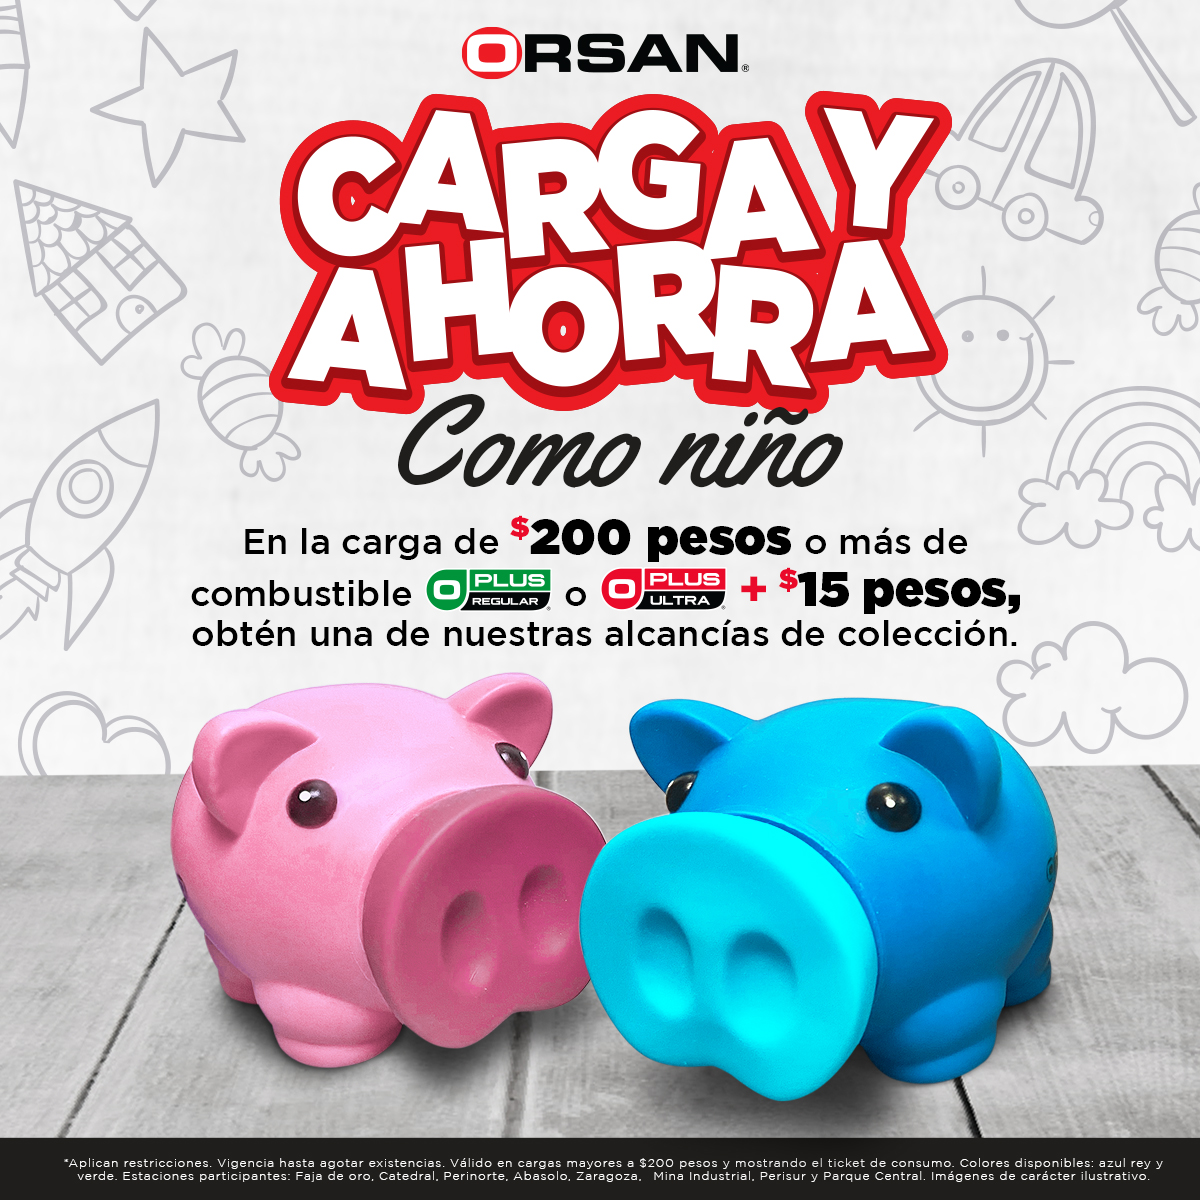 ORSAN®
CARGA Y
AHORRA
Como niño
En la carga de $200 pesos o más de
combustible O PLUS REGULAR® o O PLUS ULTRA® + $15 pesos,
obtén una de nuestras alcancías de colección.
*Aplican restricciones. Vigencia hasta agotar existencias. Válido en cargas mayores a $200 pesos y mostrando el ticket de consumo. Colores disponibles: azul rey y
verde. Estaciones participantes: Faja de oro, Catedral, Perinorte, Abasolo, Zaragoza, Mina Industrial, Perisur y Parque Central. Imágenes de carácter ilustrativo.